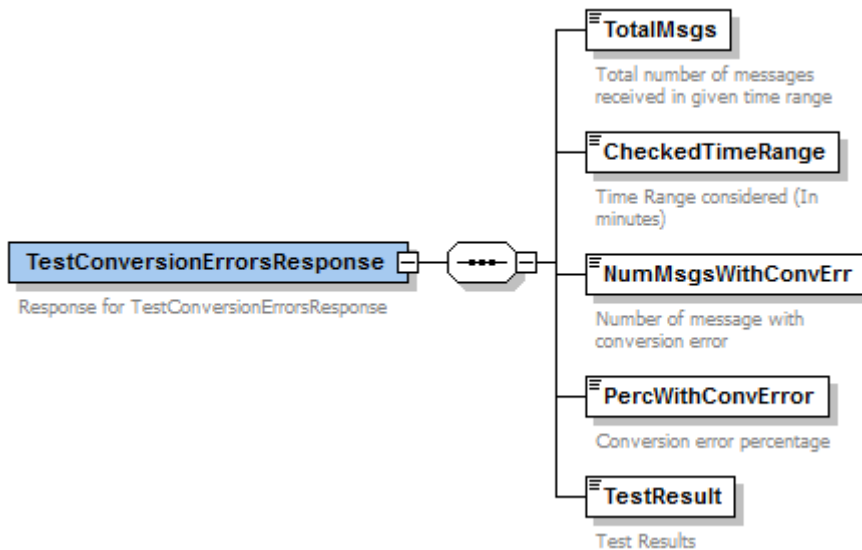 TotalMsgs
Total number of messages
received in given time range
CheckedTimeRange
Time Range considered (In
minutes)
TestConversionErrorsResponse
Response for TestConversionErrorsResponse
NumMsgsWithConvErr
Number of message with
conversion error
PercWithConvError
Conversion error percentage
TestResult
Test Results